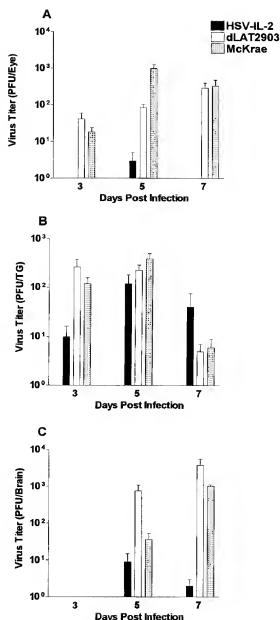 A
HSV-IL-2
dLAT2903
McKrae
Virus Titer (PFU/Eye)
10⁴
10³
10²
10¹
10⁰
3 5 7
Days Post Infection
B
Virus Titer (PFU/TG)
10³
10²
10¹
10⁰
3 5 7
Days Post Infection
C
Virus Titer (PFU/Brain)
10⁴
10³
10²
10¹
10⁰
3 5 7
Days Post Infection